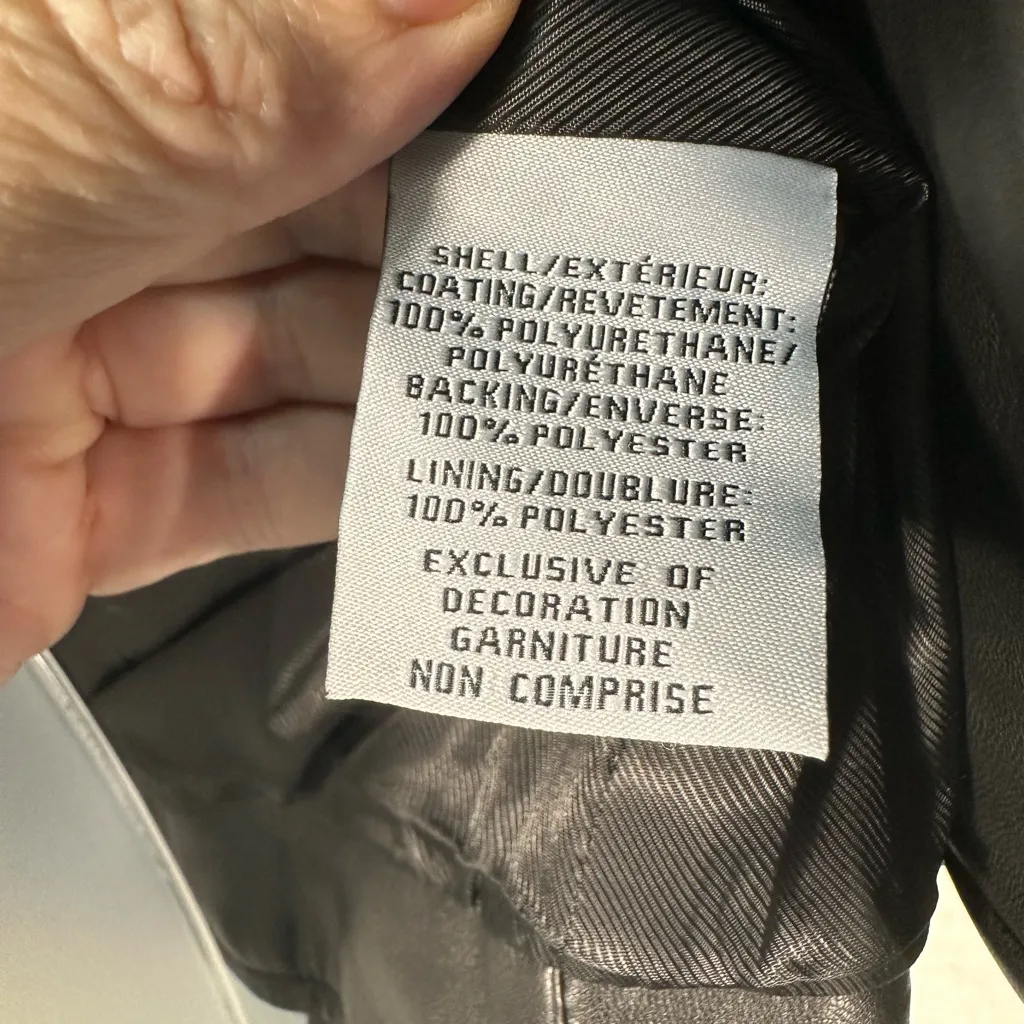 SHELL/EXTÉRIEUR:
COATING/REVETEMENT:
100% POLYURETHANE/
POLYURÉTHANE
BACKING/ENVERSE:
100% POLYESTER
LINING/DOUBLURE:
100% POLYESTER
EXCLUSIVE OF
DECORATION
GARNITURE
NON COMPRISE